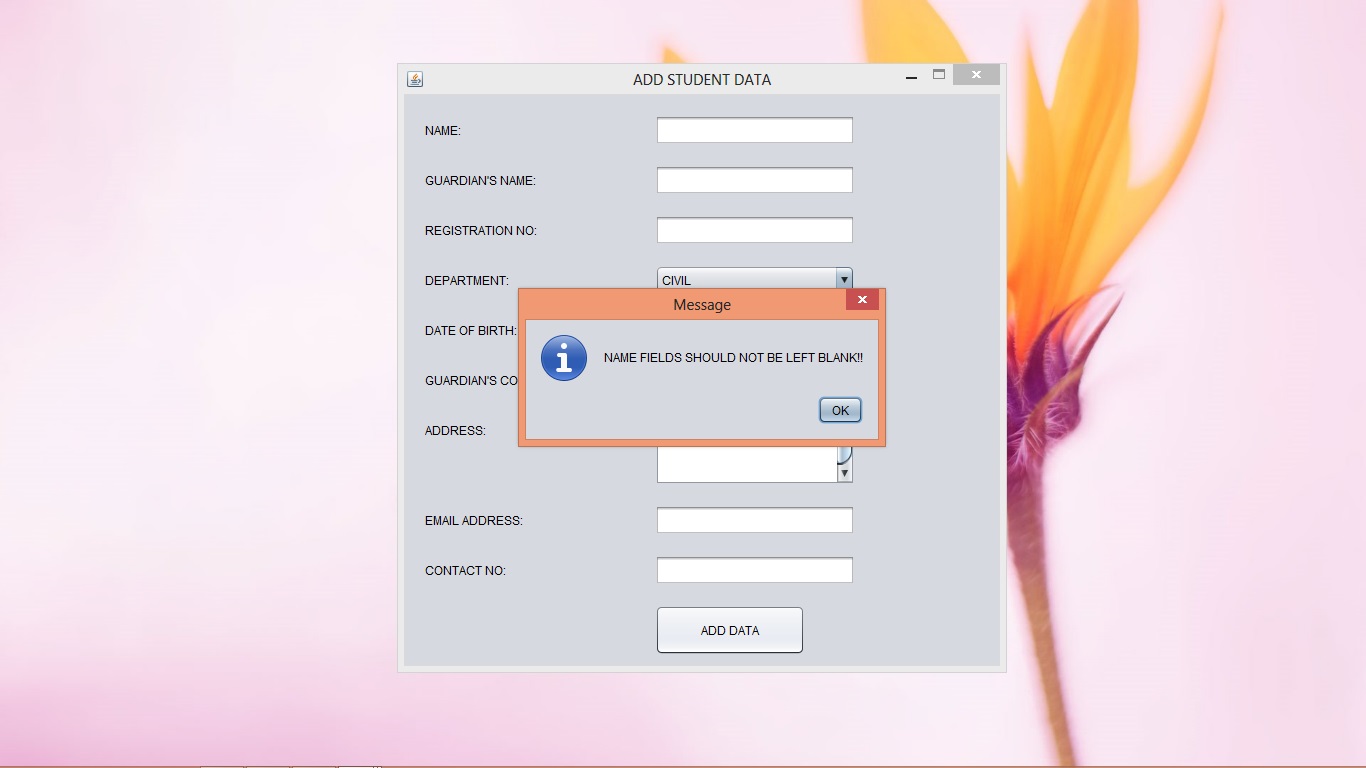 ADD STUDENT DATA
NAME:
GUARDIAN'S NAME:
REGISTRATION NO:
DEPARTMENT:
CIVIL
Message
DATE OF BIRTH:
NAME FIELDS SHOULD NOT BE LEFT BLANK!!
GUARDIAN'S CO
OK
ADDRESS:
EMAIL ADDRESS:
CONTACT NO:
ADD DATA